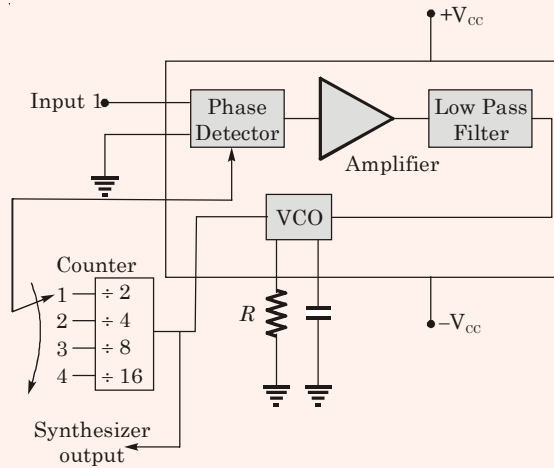 +Vcc
Input 1
Phase
Detector
Low Pass
Filter
Amplifier
VCO
Counter
1 ÷ 2
2 ÷ 4
3 ÷ 8
4 ÷ 16
R
–Vcc
Synthesizer
output